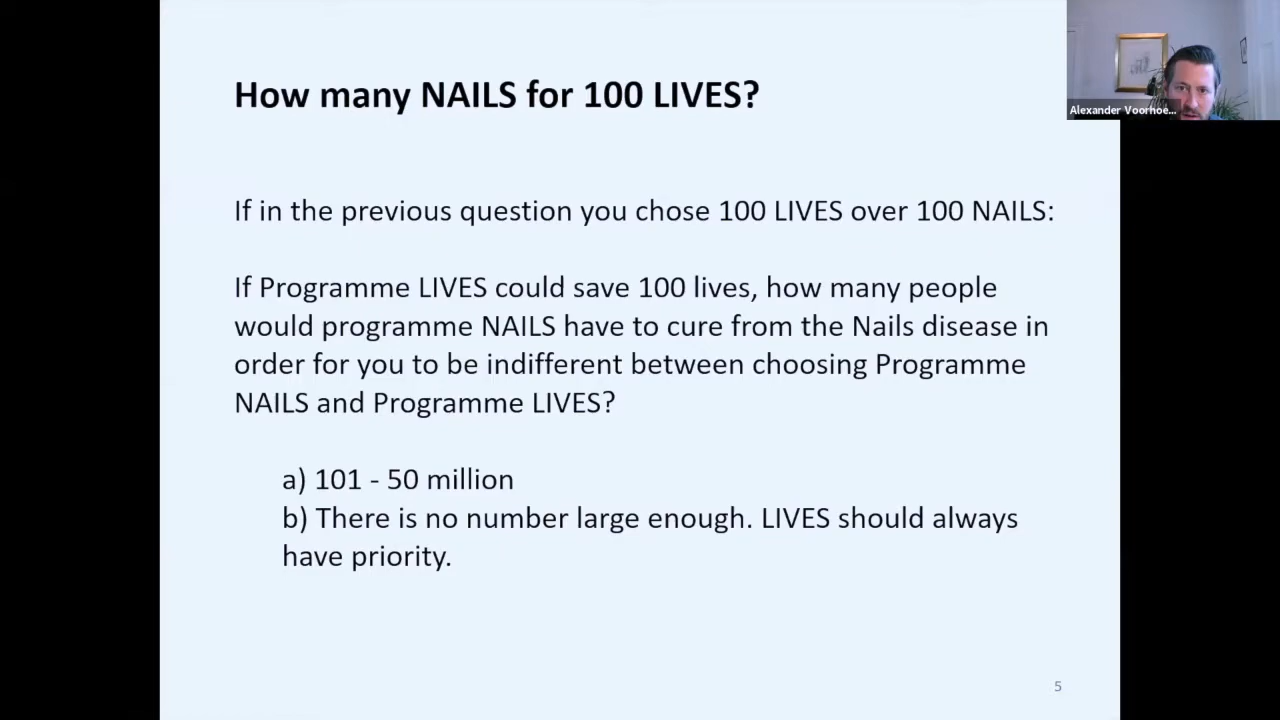 How many NAILS for 100 LIVES?
Alexander Voorhoe...
If in the previous question you chose 100 LIVES over 100 NAILS:
If Programme LIVES could save 100 lives, how many people
would programme NAILS have to cure from the Nails disease in
order for you to be indifferent between choosing Programme
NAILS and Programme LIVES?
a) 101 - 50 million
b) There is no number large enough. LIVES should always
have priority.
5